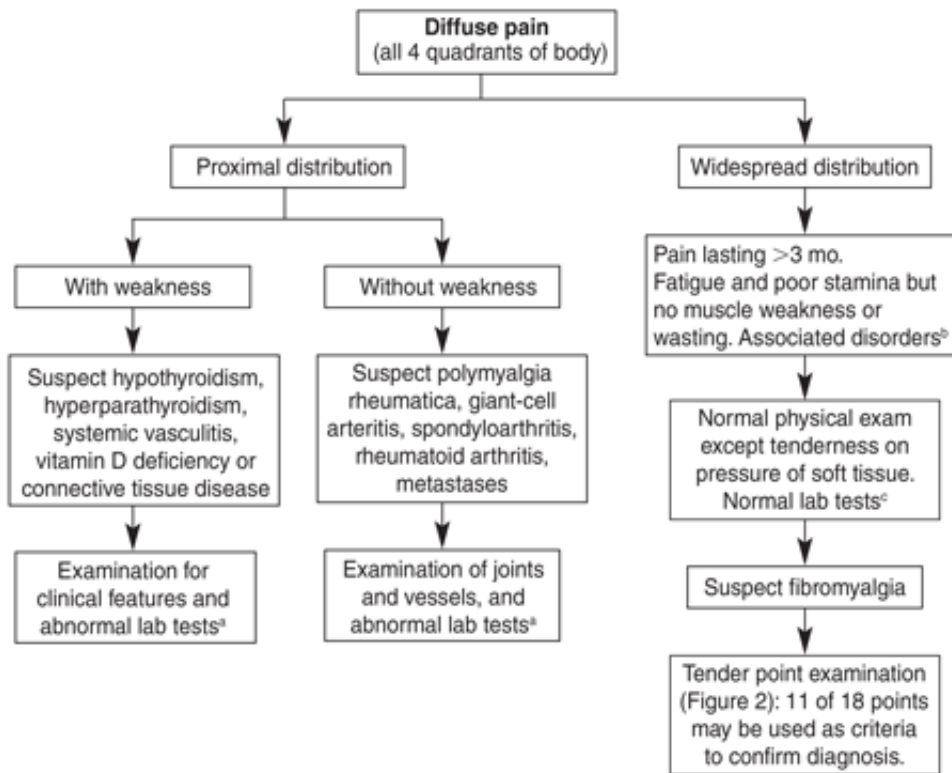 Diffuse pain
(all 4 quadrants of body)
Proximal distribution
Widespread distribution
With weakness
Without weakness
Pain lasting >3 mo.
Fatigue and poor stamina but
no muscle weakness or
wasting. Associated disordersᵇ
Suspect hypothyroidism,
hyperparathyroidism,
systemic vasculitis,
vitamin D deficiency or
connective tissue disease
Suspect polymyalgia
rheumatica, giant-cell
arteritis, spondyloarthritis,
rheumatoid arthritis,
metastases
Normal physical exam
except tenderness on
pressure of soft tissue.
Normal lab testsᶜ
Examination for
clinical features and
abnormal lab testsᵃ
Examination of joints
and vessels, and
abnormal lab testsᵃ
Suspect fibromyalgia
Tender point examination
(Figure 2): 11 of 18 points
may be used as criteria
to confirm diagnosis.